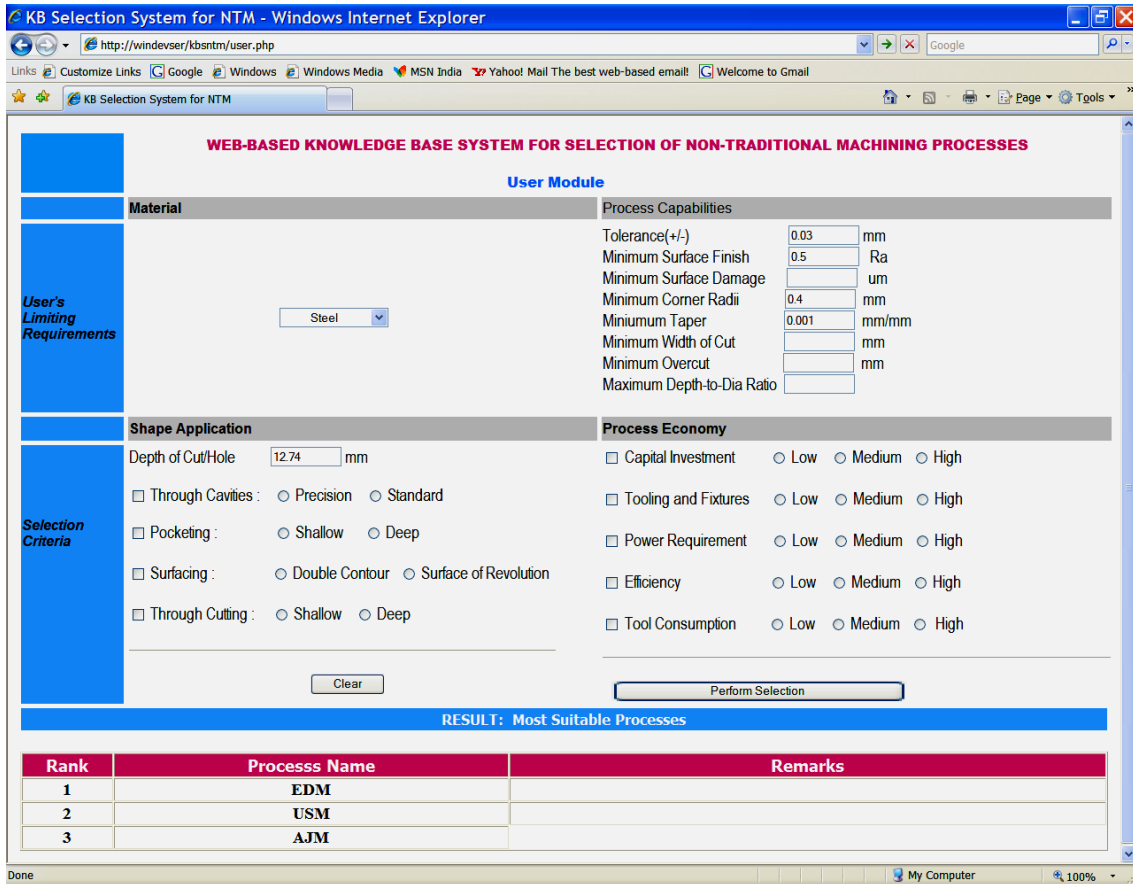 KB Selection System for NTM - Windows Internet Explorer
http://windevser/kbsntm/user.php
Google
Links Customize Links Google Windows Windows Media MSN India Yahoo! Mail The best web-based email! Welcome to Gmail
KB Selection System for NTM
Page Tools »
WEB-BASED KNOWLEDGE BASE SYSTEM FOR SELECTION OF NON-TRADITIONAL MACHINING PROCESSES
User Module
Material
Process Capabilities
User's
Limiting
Requirements
Steel
Tolerance(+/-) 0.03 mm
Minimum Surface Finish 0.5 Ra
Minimum Surface Damage um
Minimum Corner Radii 0.4 mm
Miniumum Taper 0.001 mm/mm
Minimum Width of Cut mm
Minimum Overcut mm
Maximum Depth-to-Dia Ratio
Shape Application
Process Economy
Selection
Criteria
Depth of Cut/Hole 12.74 mm
Through Cavities : Precision Standard
Pocketing : Shallow Deep
Surfacing : Double Contour Surface of Revolution
Through Cutting : Shallow Deep
Clear
Capital Investment Low Medium High
Tooling and Fixtures Low Medium High
Power Requirement Low Medium High
Efficiency Low Medium High
Tool Consumption Low Medium High
Perform Selection
RESULT: Most Suitable Processes
Rank Processs Name Remarks
1 EDM
2 USM
3 AJM
Done My Computer 100%